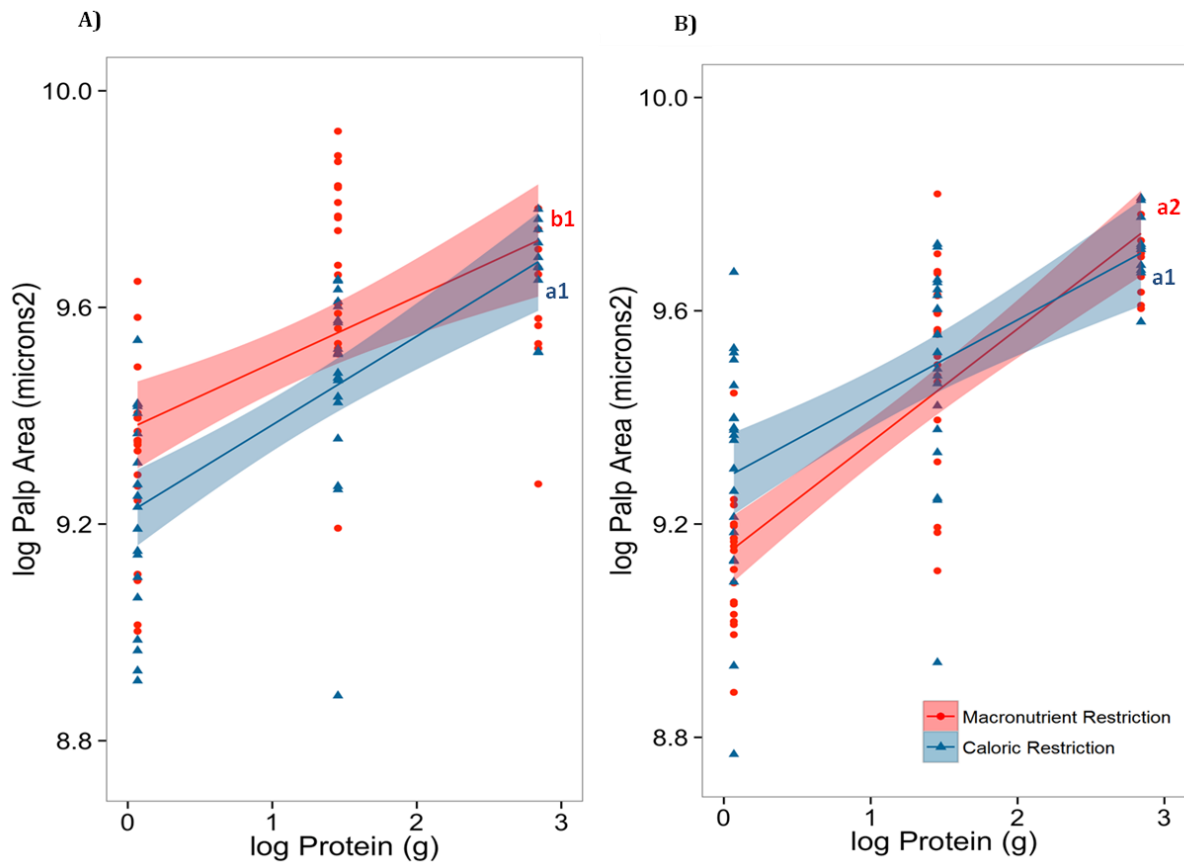 A)
10.0
9.6
9.2
8.8
log Palp Area (microns2)
0 1 2 3
log Protein (g)
b1
a1
B)
10.0
9.6
9.2
8.8
log Palp Area (microns2)
0 1 2 3
log Protein (g)
a2
a1
Macronutrient Restriction
Caloric Restriction